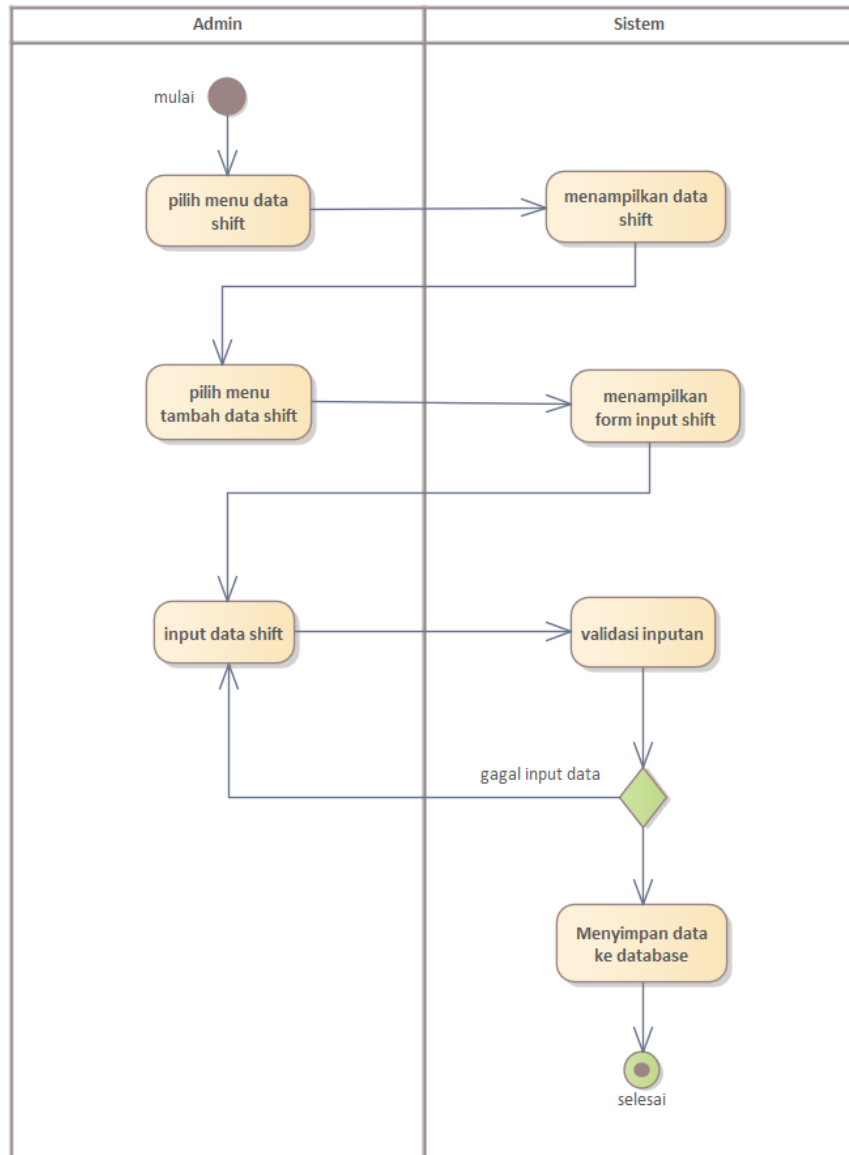 Admin
Sistem
mulai
pilih menu data
shift
menampilkan data
shift
pilih menu
tambah data shift
menampilkan
form input shift
input data shift
validasi inputan
gagal input data
Menyimpan data
ke database
selesai